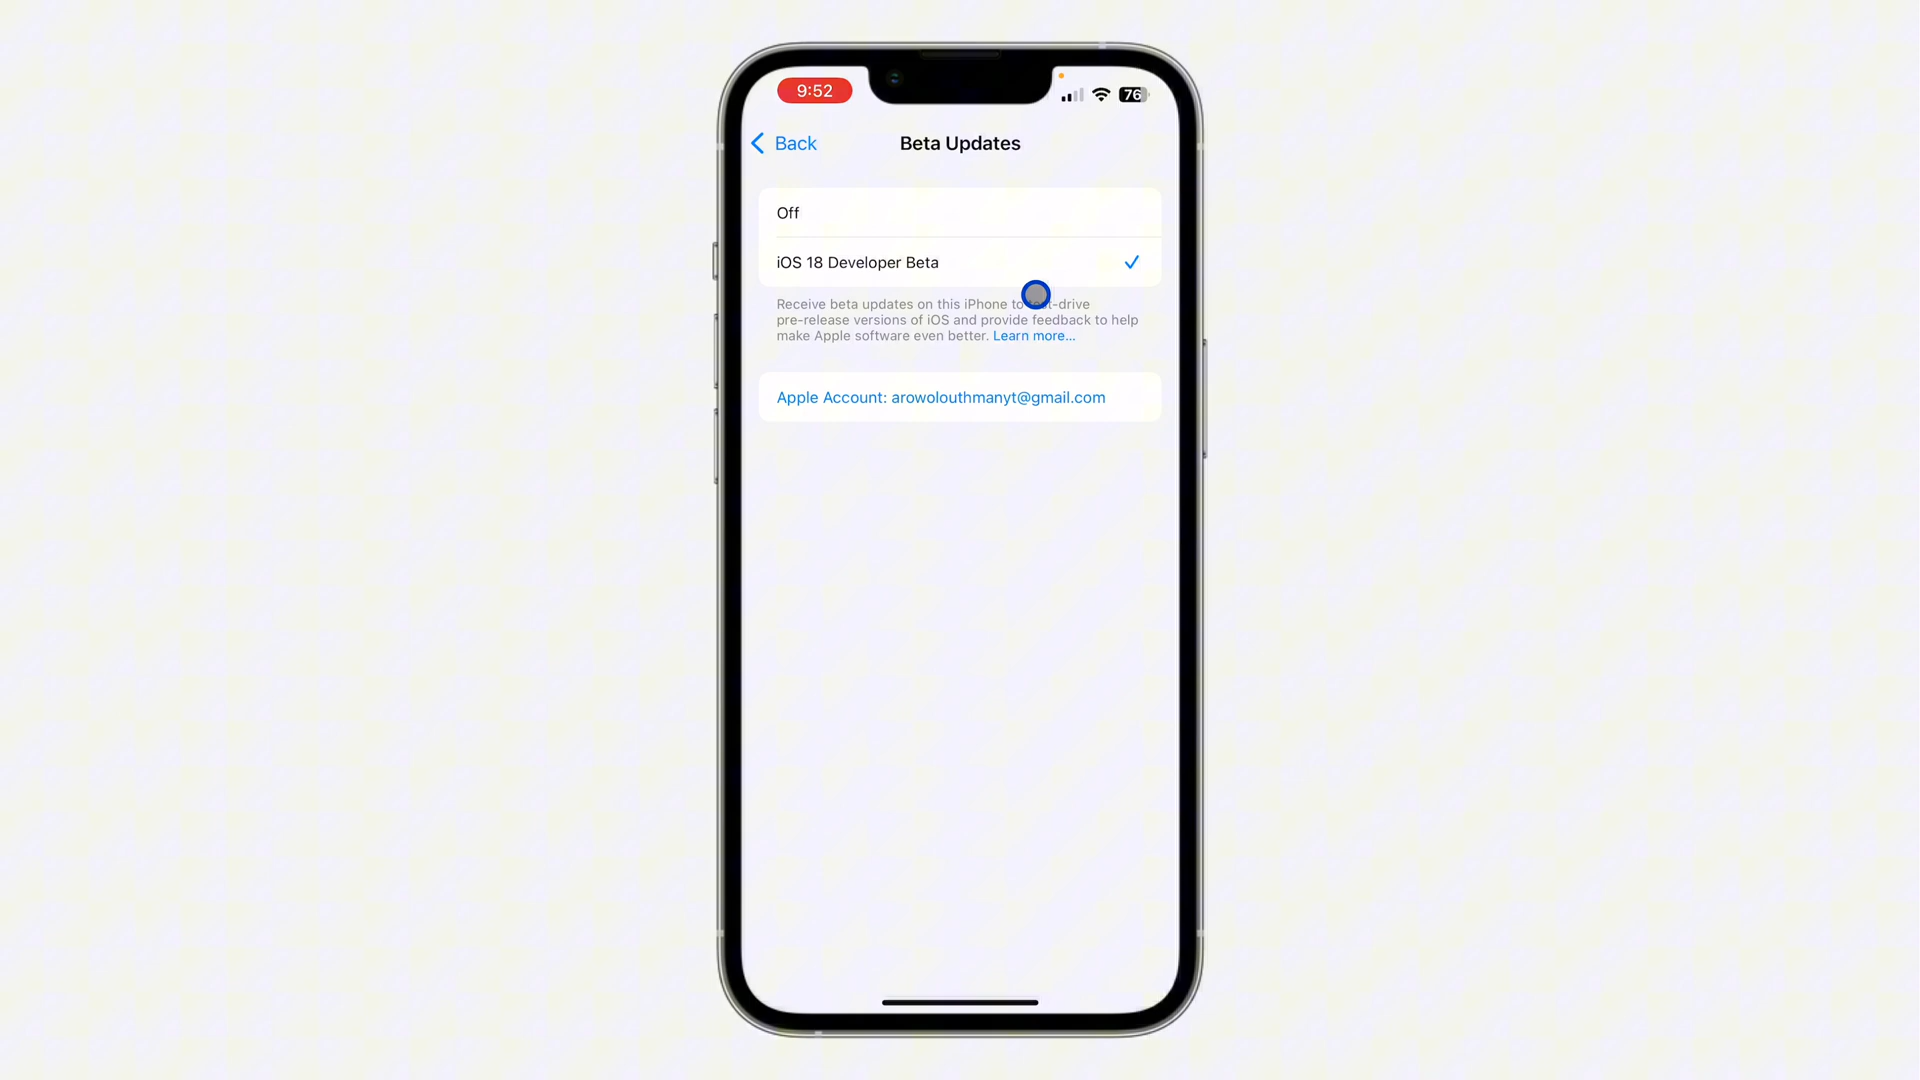 9:52
76
Back
Beta Updates
Off
iOS 18 Developer Beta
Receive beta updates on this iPhone to -drive
pre-release versions of iOS and provide feedback to help
make Apple software even better. Learn more...
Apple Account: arowolouthmanyt@gmail.com